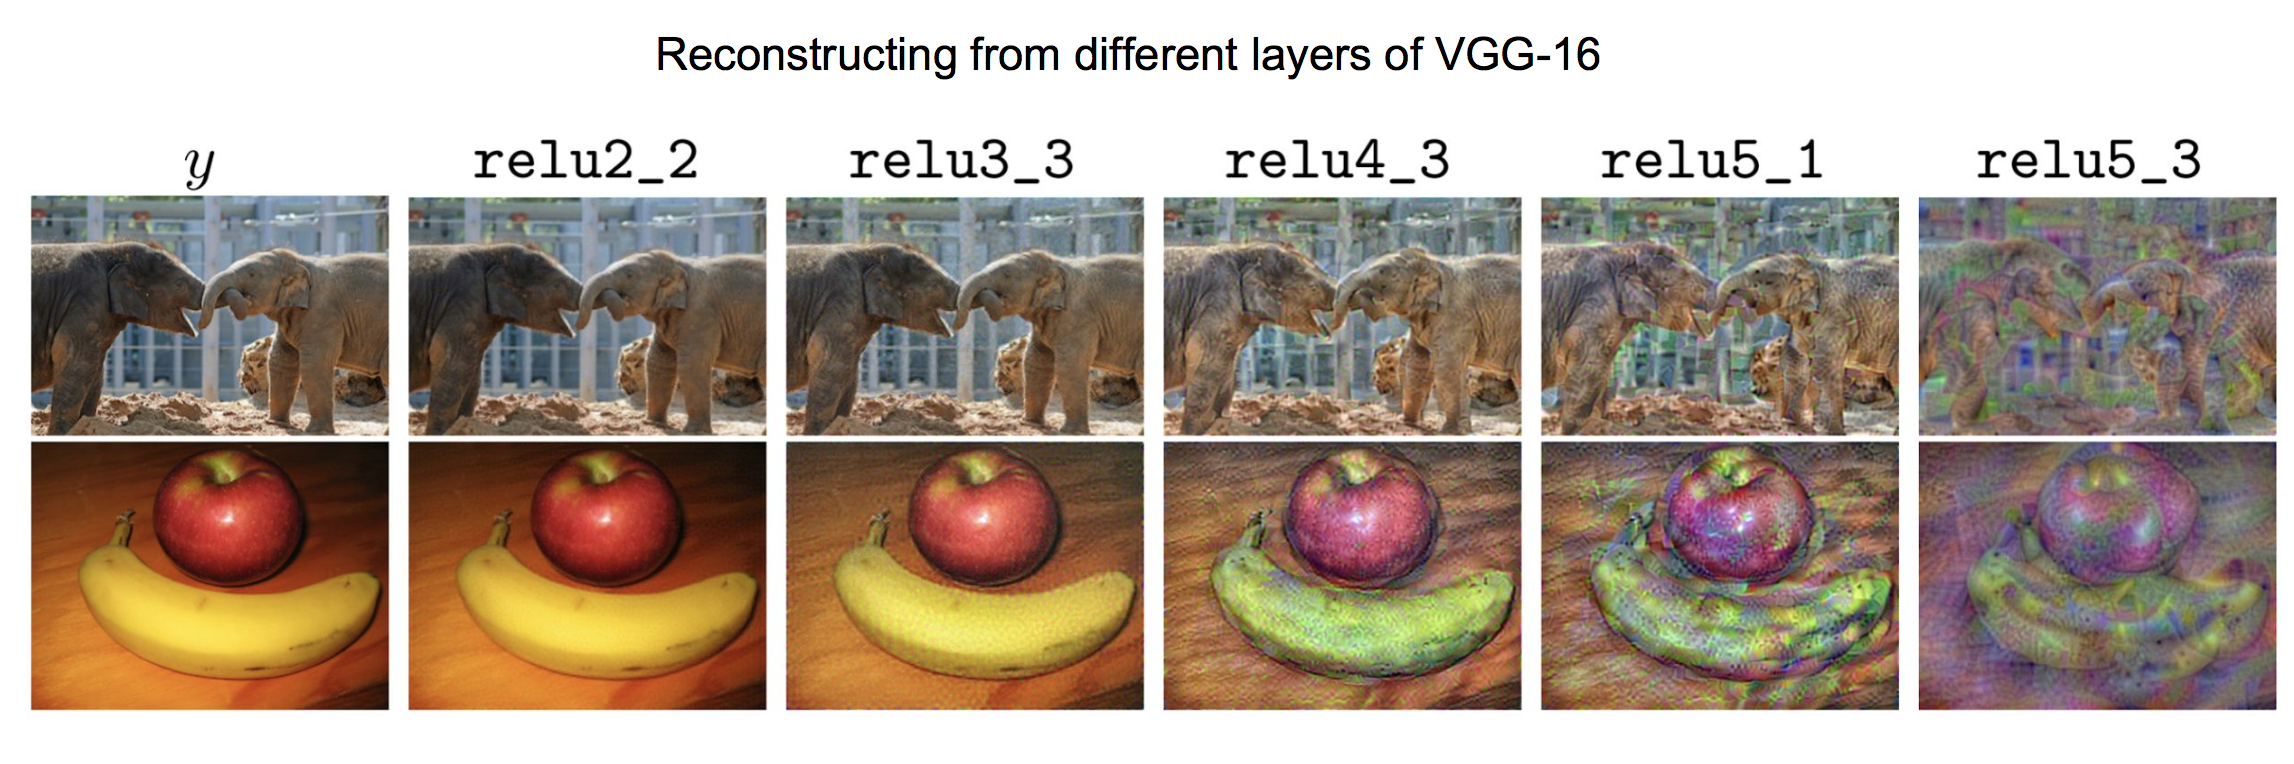 Reconstructing from different layers of VGG-16
y relu2_2 relu3_3 relu4_3 relu5_1 relu5_3